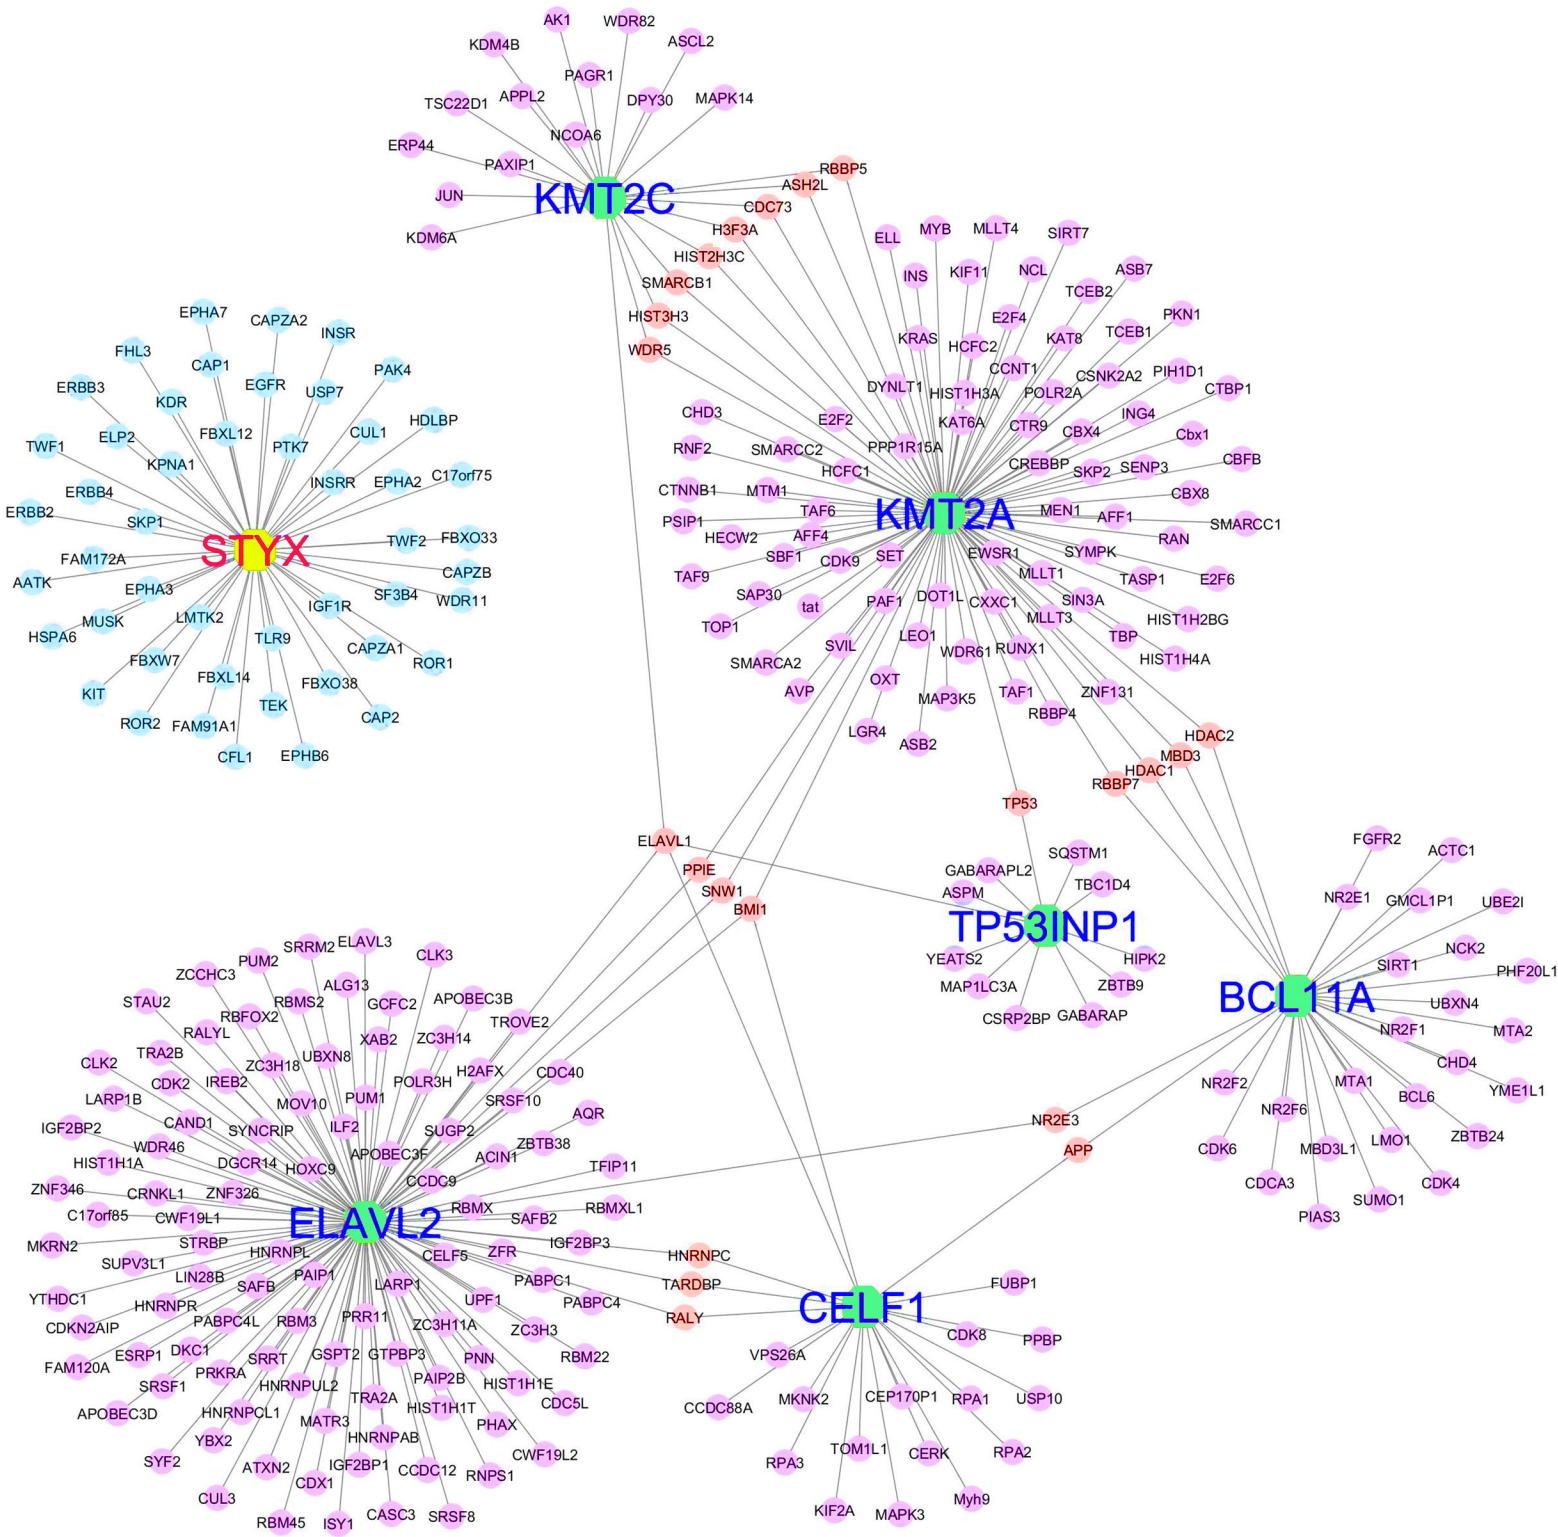 AK1
WDR82
KDM4B
ASCL2
PAGR1
APPL2
TSC22D1
DPY30
MAPK14
NCOA6
ERP44
PAXIP1
JUN
KMT2C
KDM6A
RBBP5
ASH2L
CDC73
H3F3A
HIST2H3C
SMARCB1
HIST3H3
WDR5
ELL
MYB
MLLT4
SIRT7
INS
KIF11
NCL
ASB7
TCEB2
PKN1
E2F4
KRAS
HCFC2
KAT8
TCEB1
CCNT1
CSNK2A2
PIH1D1
DYNLT1
HIST1H3A
POLR2A
CTBP1
CHD3
E2F2
KAT6A
CTR9
CBX4
ING4
Cbx1
RNF2
SMARCC2
PPP1R15A
HCFC1
CREBBP
SKP2
SENP3
CBFB
CTNNB1
MTM1
CBX8
PSIP1
TAF6
KMT2A
MEN1
AFF1
SMARCC1
HECW2
AFF4
RAN
SBF1
CDK9
SET
EWSR1
SYMPK
TAF9
MLLT1
TASP1
E2F6
SAP30
tat
PAF1
DOT1L
CXXC1
SIN3A
MLLT3
HIST1H2BG
TOP1
SVIL
LEO1
WDR61
RUNX1
TBP
HIST1H4A
SMARCA2
AVP
OXT
MAP3K5
TAF1
ZNF131
RBBP4
LGR4
ASB2
EPHA7
CAPZA2
INSR
FHL3
CAP1
EGFR
USP7
PAK4
ERBB3
KDR
HDLBP
ELP2
FBXL12
PTK7
CUL1
TWF1
KPNA1
INSRR
EPHA2
C17orf75
ERBB4
ERBB2
SKP1
STYX
TWF2
FBXO33
FAM172A
CAPZB
AATK
EPHA3
SF3B4
WDR11
MUSK
LMTK2
IGF1R
HSPA6
TLR9
CAPZA1
FBXW7
ROR1
KIT
FBXL14
FBXO38
TEK
ROR2
FAM91A1
CAP2
CFL1
EPHB6
HDAC2
MBD3
HDAC1
RBBP7
TP53
ELAVL1
PPIE
SNW1
BMI1
SQSTM1
GABARAPL2
ASPM
TBC1D4
TP53INP1
YEATS2
HIPK2
MAP1LC3A
ZBTB9
CSRP2BP
GABARAP
FGFR2
ACTC1
NR2E1
GMCL1P1
UBE2I
NCK2
SIRT1
PHF20L1
BCL11A
UBXN4
NR2F1
MTA2
CHD4
NR2F2
MTA1
BCL6
YME1L1
NR2F6
CDK6
MBD3L1
LMO1
ZBTB24
CDCA3
SUMO1
CDK4
PIAS3
NR2E3
APP
ELAVL3
SRRM2
PUM2
CLK3
ZCCHC3
ALG13
RBMS2
GCFC2
APOBEC3B
STAU2
RBFOX2
TROVE2
RALYL
XAB2
ZC3H14
TRA2B
UBXN8
CLK2
ZC3H18
H2AFX
CDC40
CDK2
IREB2
POLR3H
LARP1B
MOV10
PUM1
SRSF10
AQR
CAND1
SYNCRIP
ILF2
SUGP2
IGF2BP2
WDR46
APOBEC3F
ZBTB38
HIST1H1A
DGCR14
HOXC9
ACIN1
TFIP11
CCDC9
ZNF346
CRNKL1
ZNF326
RBMX
RBMXL1
C17orf85
CWF19L1
ELAVL2
SAFB2
MKRN2
STRBP
IGF2BP3
SUPV3L1
HNRNPL
CELF5
ZFR
HNRNPC
LIN28B
PAIP1
LARP1
PABPC1
TARDBP
YTHDC1
SAFB
HNRNPR
UPF1
PABPC4
RALY
CDKN2AIP
PABPC4L
RBM3
PRR11
ZC3H11A
ZC3H3
ESRP1
DKC1
SRRT
GSPT2
GTPBP3
PNN
RBM22
FAM120A
PRKRA
SRSF1
HNRNPUL2
PAIP2B
HIST1H1E
TRA2A
CDC5L
APOBEC3D
HNRNPCL1
MATR3
HIST1H1T
PHAX
YBX2
HNRNPAB
SYF2
ATXN2
IGF2BP1
CWF19L2
CCDC12
RNPS1
CDX1
CUL3
RBM45
ISY1
CASC3
SRSF8
FUBP1
CELF1
CDK8
PPBP
VPS26A
MKNK2
CEP170P1
RPA1
USP10
CCDC88A
TOM1L1
CERK
RPA2
RPA3
Myh9
KIF2A
MAPK3